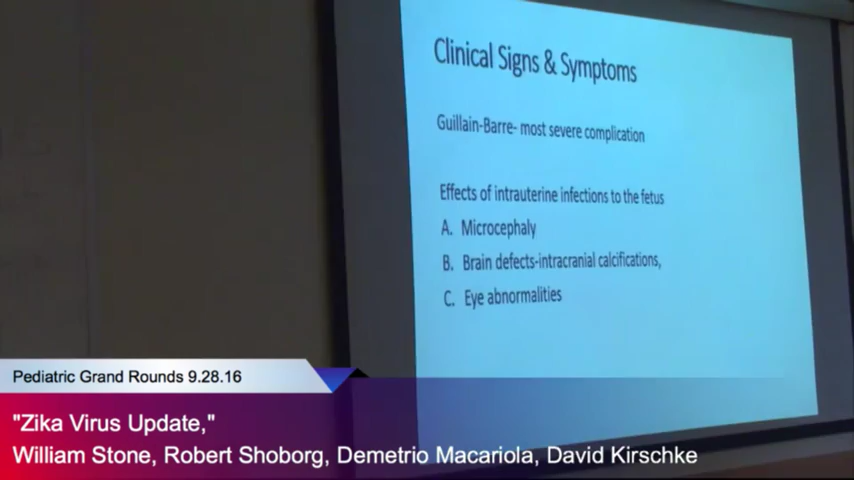 Clinical Signs & Symptoms
Guillain-Barre- most severe complication
Effects of intrauterine infections to the fetus
A. Microcephaly
B. Brain defects-intracranial calcifications,
C. Eye abnormalities
Pediatric Grand Rounds 9.28.16
"Zika Virus Update,"
William Stone, Robert Shoborg, Demetrio Macariola, David Kirschke